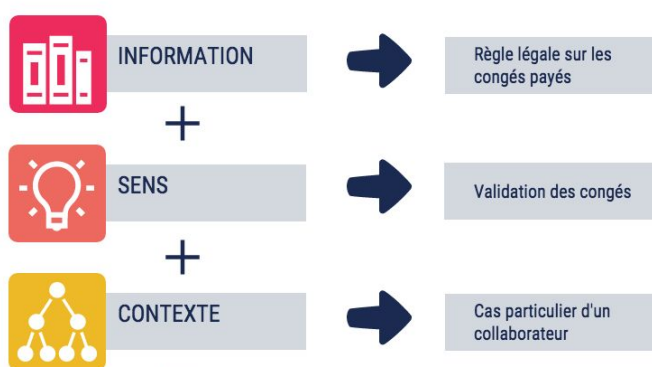 INFORMATION
Règle légale sur les
congés payés
+
SENS
Validation des congés
+
CONTEXTE
Cas particulier d'un
collaborateur